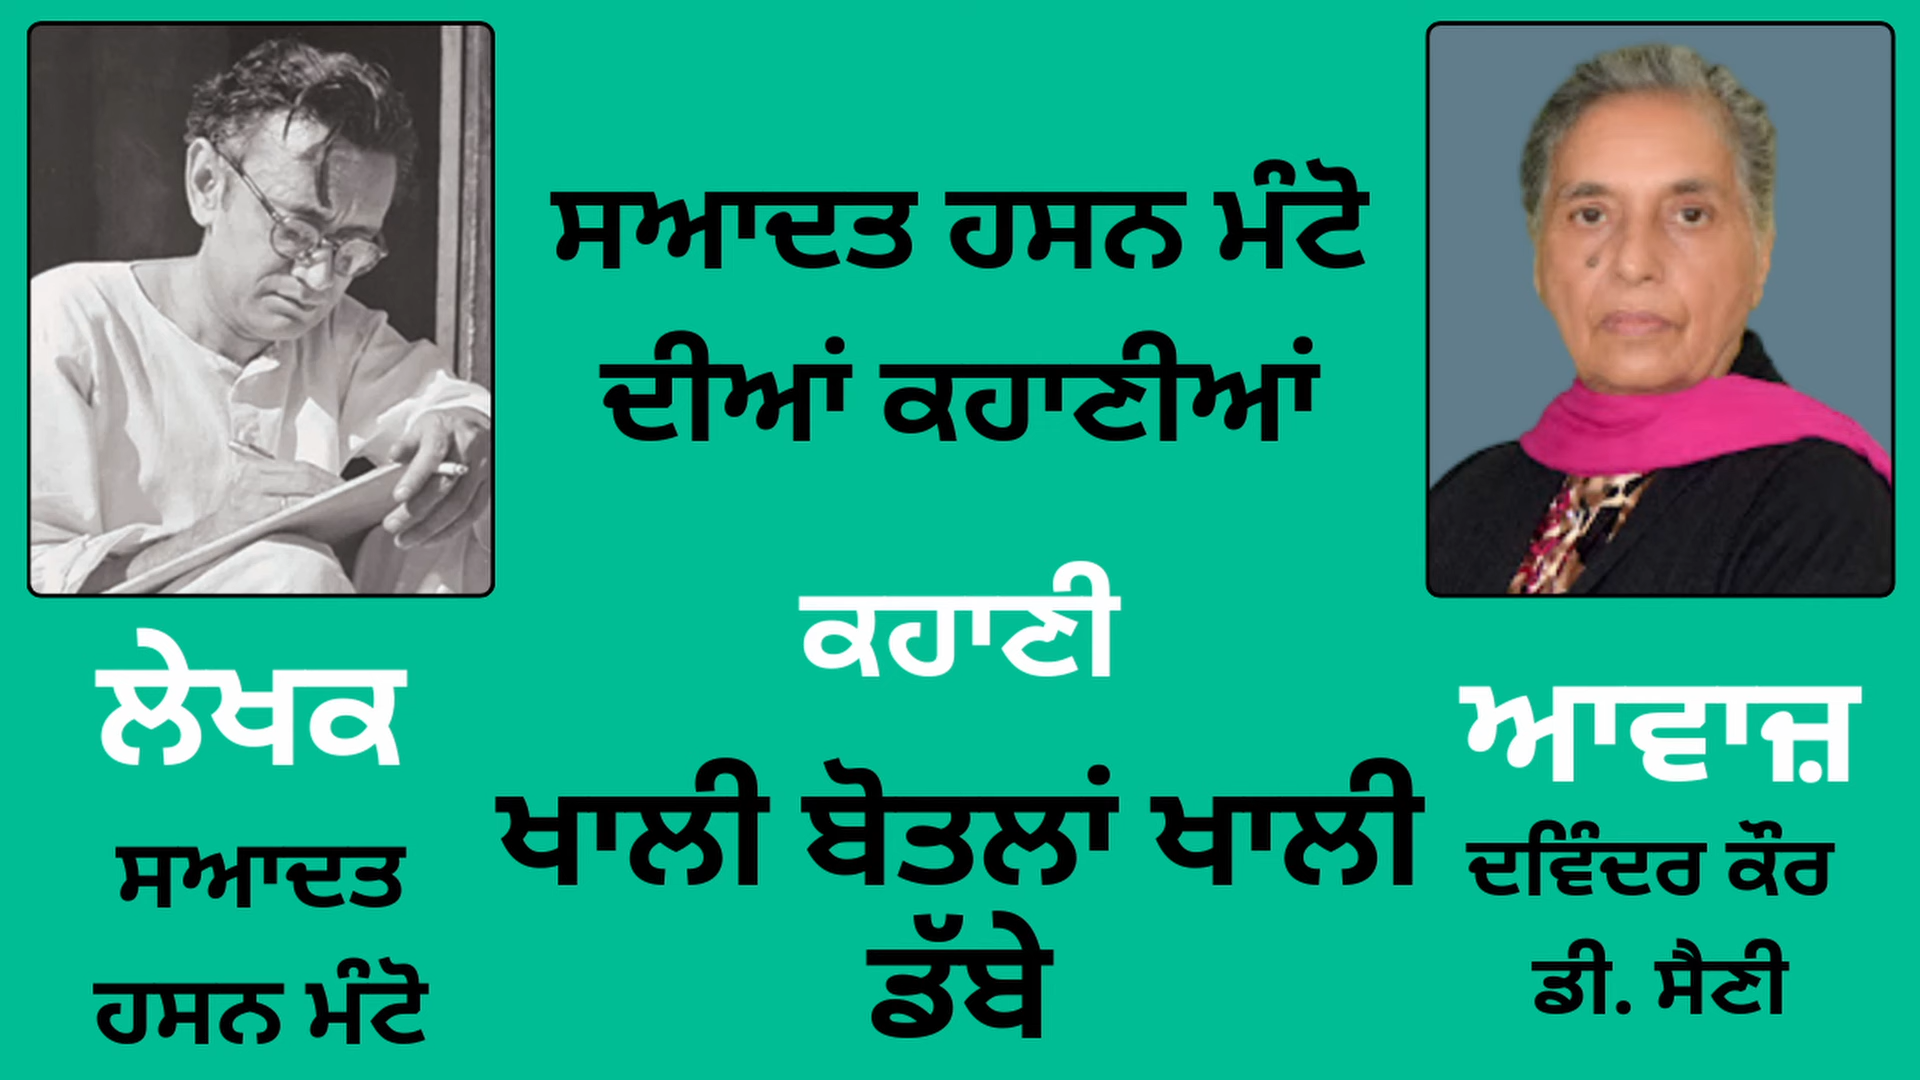 ਸਆਦਤ ਹਸਨ ਮੰਟੋ
ਦੀਆਂ ਕਹਾਣੀਆਂ
ਕਹਾਣੀ
ਖਾਲੀ ਬੋਤਲਾਂ ਖਾਲੀ
ਡੱਬੇ
ਲੇਖਕ
ਸਆਦਤ
ਹਸਨ ਮੰਟੋ
ਆਵਾਜ਼
ਦਵਿੰਦਰ ਕੌਰ
ਡੀ. ਸੈਣੀ